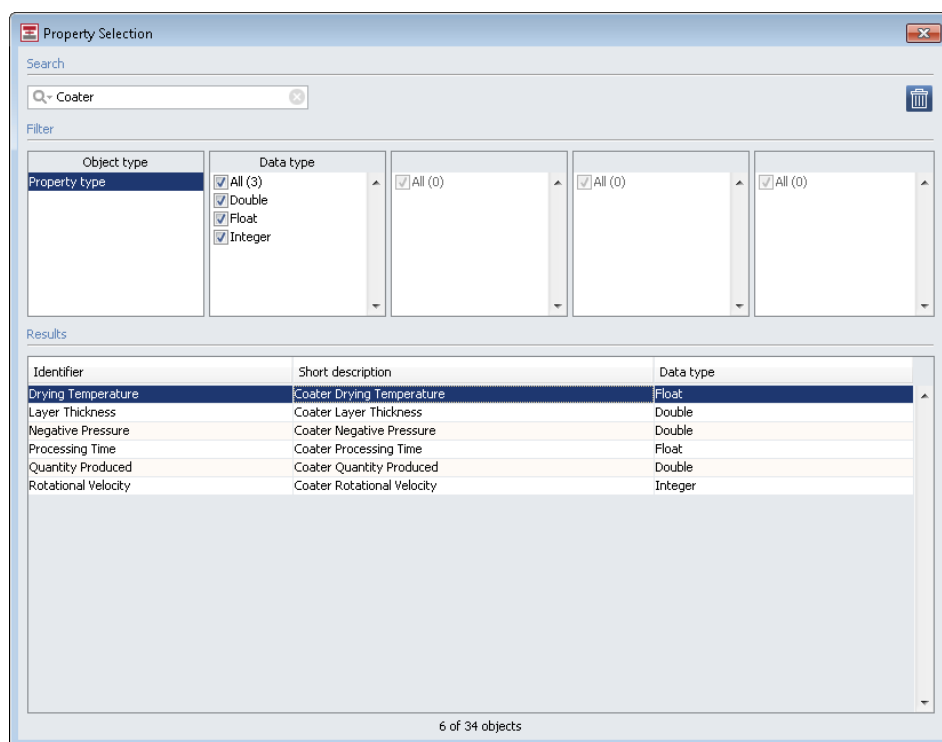 Property Selection
Search
Coater
Filter
Object type Data type
Property type All (3) All (0) All (0) All (0)
Double
Float
Integer
Results
Identifier Short description Data type
Drying Temperature Coater Drying Temperature Float
Layer Thickness Coater Layer Thickness Double
Negative Pressure Coater Negative Pressure Double
Processing Time Coater Processing Time Float
Quantity Produced Coater Quantity Produced Double
Rotational Velocity Coater Rotational Velocity Integer
6 of 34 objects